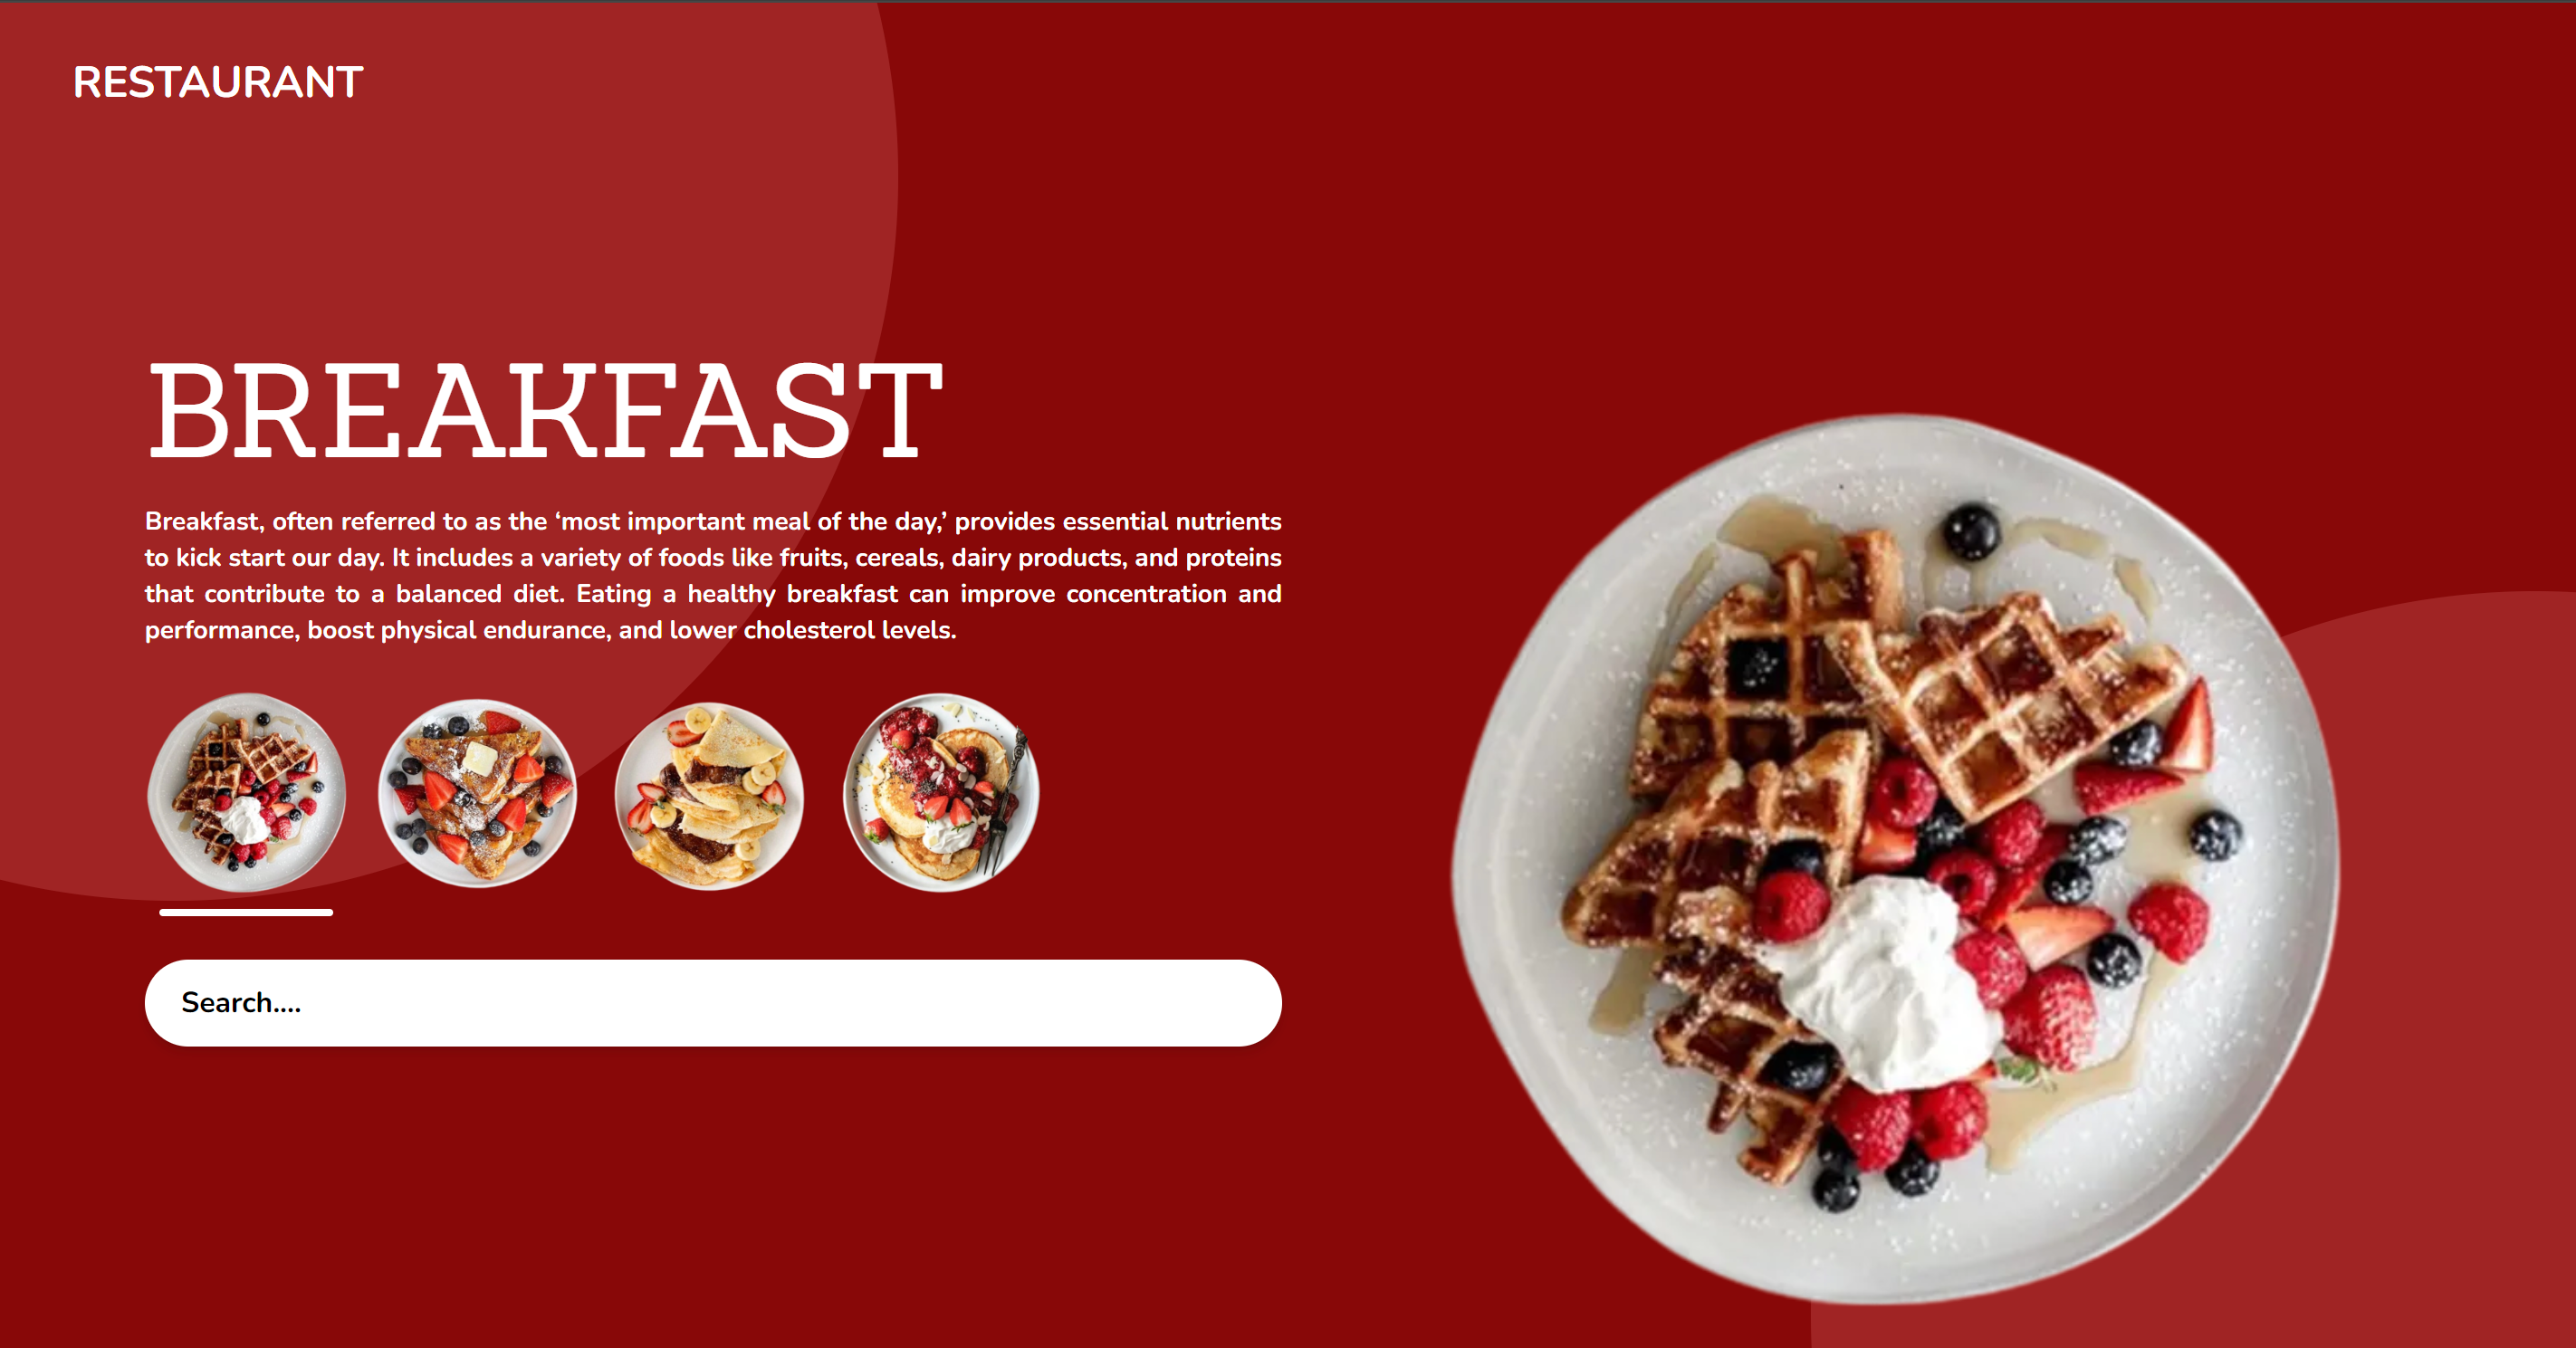 RESTAURANT
BREAKFAST
Breakfast, often referred to as the ‘most important meal of the day,’ provides essential nutrients
to kick start our day. It includes a variety of foods like fruits, cereals, dairy products, and proteins
that contribute to a balanced diet. Eating a healthy breakfast can improve concentration and
performance, boost physical endurance, and lower cholesterol levels.
Search....